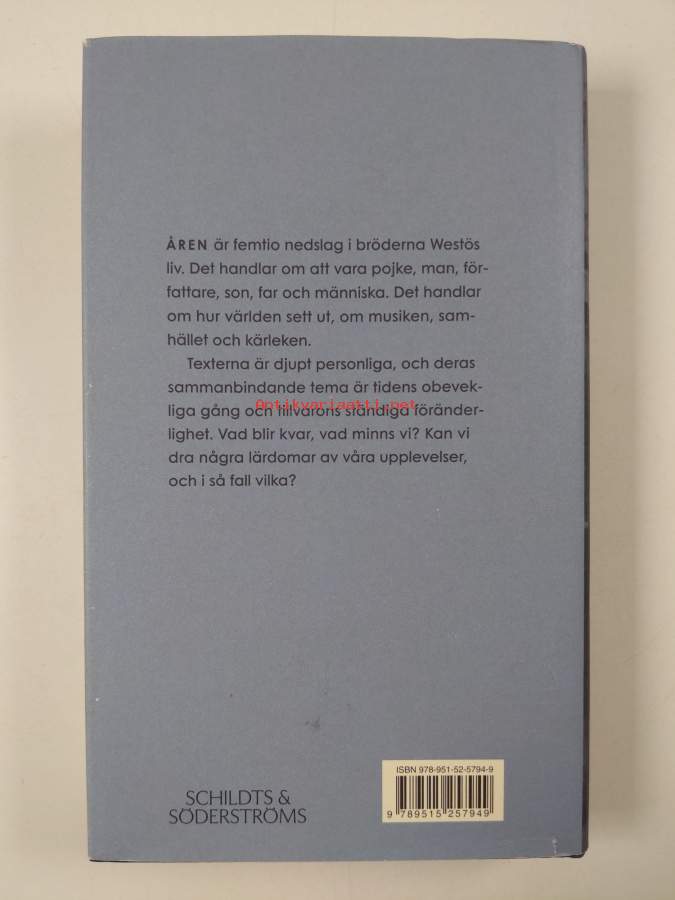 ÅREN är femtio nedslag i bröderna Westös
liv. Det handlar om att vara pojke, man, för-
fattare, son, far och människa. Det handlar
om hur världen sett ut, om musiken, sam-
hället och kärleken.
Texterna är djupt personliga, och deras
sammanbindande tema är tidens obevek-
Antikvariaatti.net
liga gång och tillvarons ständiga föränder-
lighet. Vad blir kvar, vad minns vi? Kan vi
dra några lärdomar av våra upplevelser,
och i så fall vilka?
ISBN 978-951-52-5794-9
9 789515 257949
SCHILDTS &
SÖDERSTRÖMS